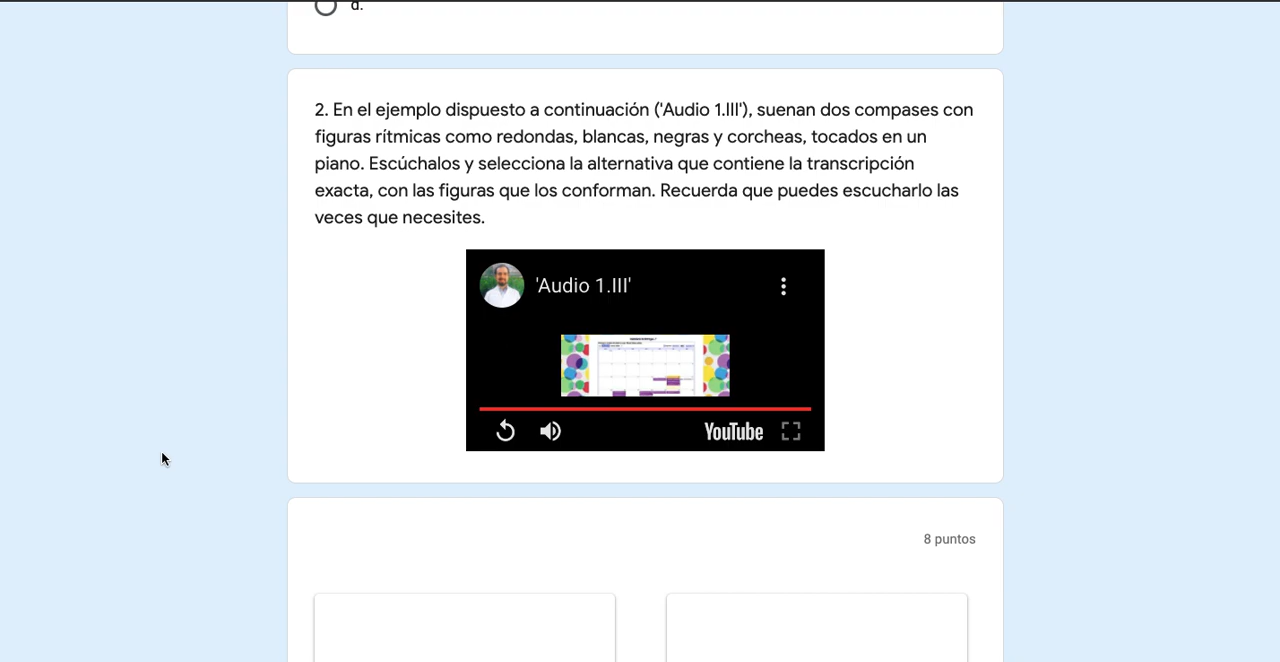 d.
2. En el ejemplo dispuesto a continuación ('Audio 1.III'), suenan dos compases con
figuras rítmicas como redondas, blancas, negras y corcheas, tocados en un
piano. Escúchalos y selecciona la alternativa que contiene la transcripción
exacta, con las figuras que los conforman. Recuerda que puedes escucharlo las
veces que necesites.
'Audio 1.III'
YouTube
8 puntos